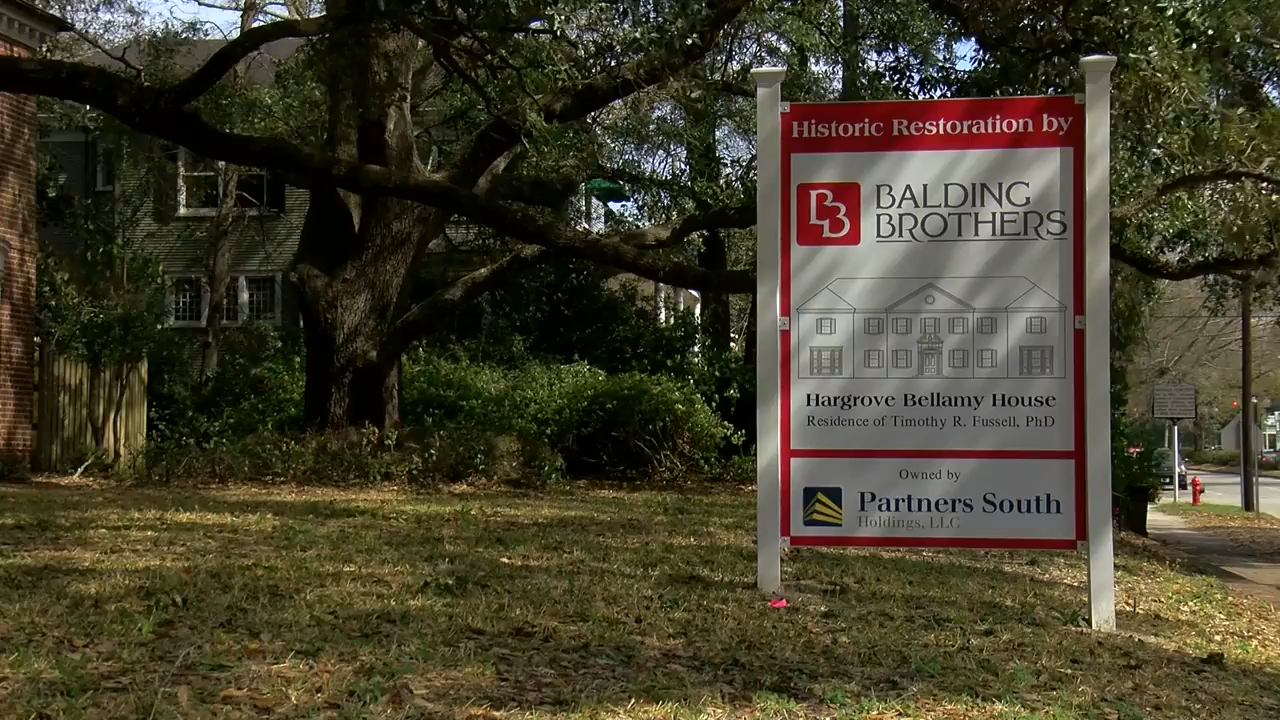 Historic Restoration by
BB
BALDING
BROTHERS
Hargrove Bellamy House
Residence of Timothy R. Fussell, PhD
Owned by
Partners South
Holdings, LLC